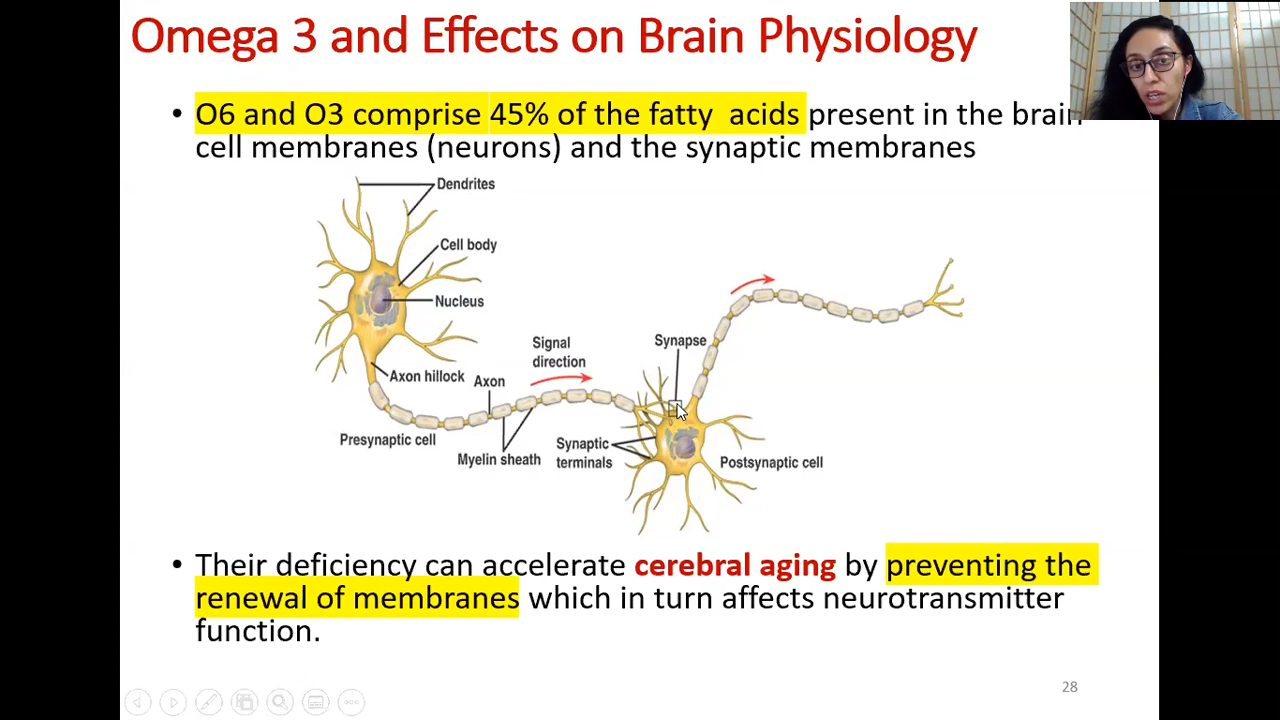 Omega 3 and Effects on Brain Physiology
• O6 and O3 comprise 45% of the fatty acids present in the brain
cell membranes (neurons) and the synaptic membranes
Dendrites
Cell body
Nucleus
Axon hillock
Axon
Signal
direction
Synapse
Presynaptic cell
Myelin sheath
Synaptic
terminals
Postsynaptic cell
• Their deficiency can accelerate cerebral aging by preventing the
renewal of membranes which in turn affects neurotransmitter
function.
28